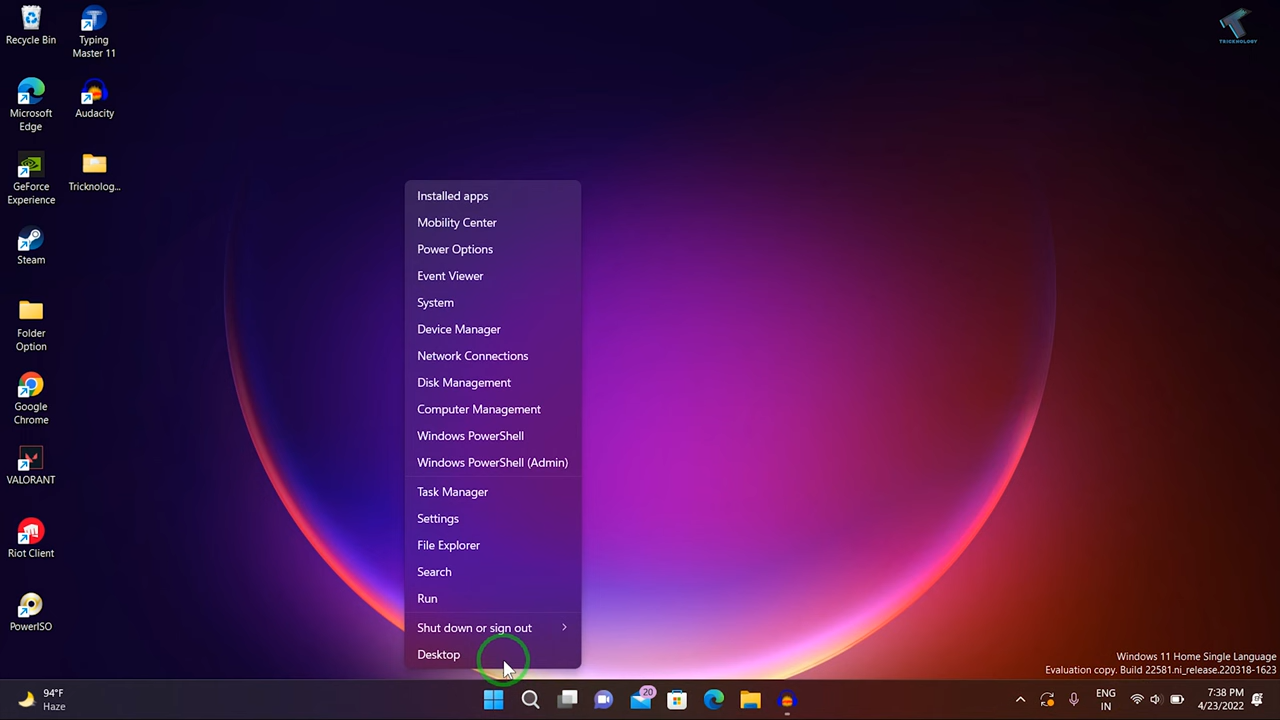 Recycle Bin
Typing
Master 11
TRICKNOLOGY
Microsoft
Edge
Audacity
GeForce
Experience
Tricknolog...
Steam
Folder
Option
Google
Chrome
VALORANT
Riot Client
PowerISO
Installed apps
Mobility Center
Power Options
Event Viewer
System
Device Manager
Network Connections
Disk Management
Computer Management
Windows PowerShell
Windows PowerShell (Admin)
Task Manager
Settings
File Explorer
Search
Run
Shut down or sign out
Desktop
Windows 11 Home Single Language
Evaluation copy. Build 22581.ni_release.220318-1623
94°F
Haze
20
ENG
IN
7:38 PM
4/23/2022